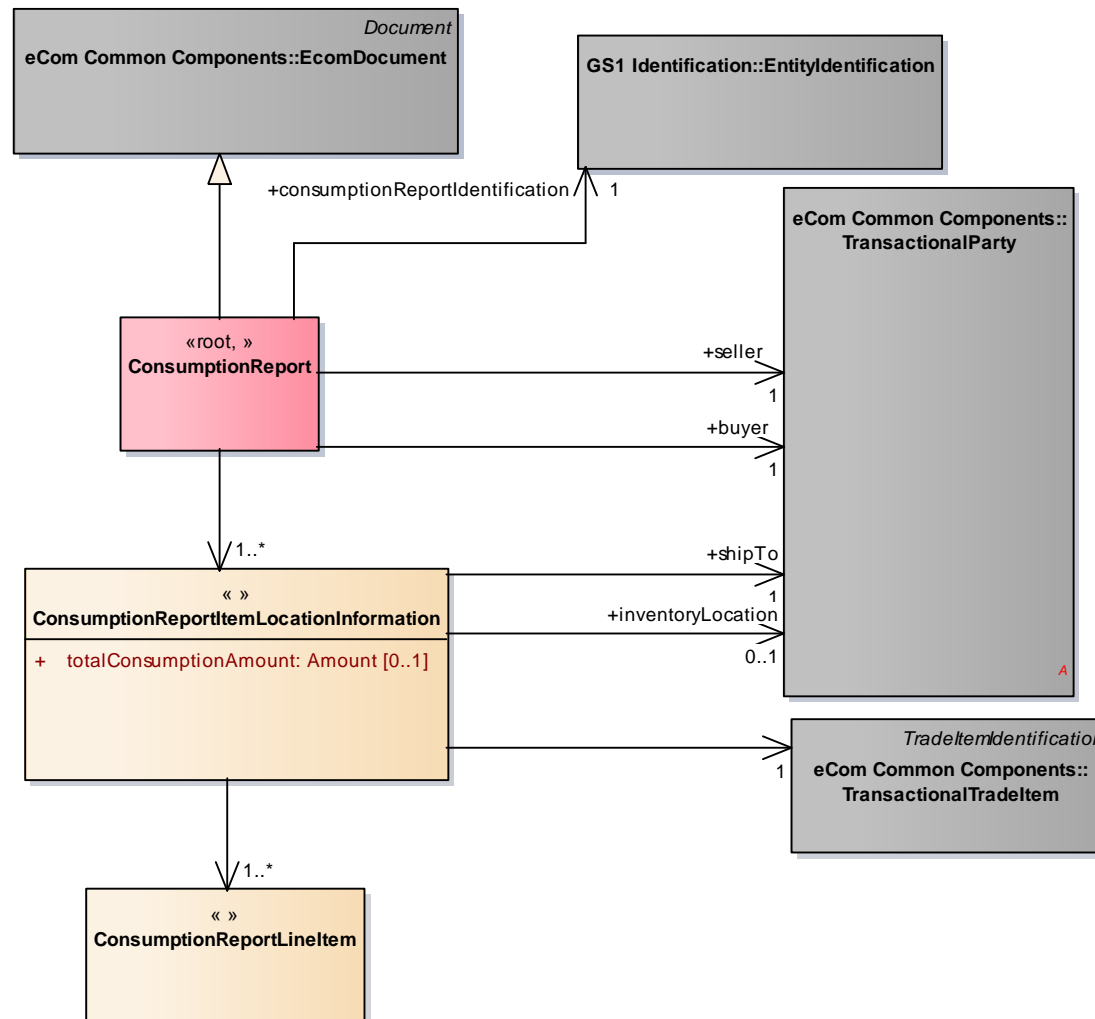 Document
eCom Common Components::EcomDocument
GS1 Identification::EntityIdentification
+consumptionReportIdentification
1
eCom Common Components::
TransactionalParty
«root, »
ConsumptionReport
+seller
1
+buyer
1
1..*
+shipTo
1
« »
ConsumptionReportItemLocationInformation
+inventoryLocation
0..1
+ totalConsumptionAmount: Amount [0..1]
A
TradeItemIdentification
1
eCom Common Components::
TransactionalTradeItem
1..*
« »
ConsumptionReportLineItem